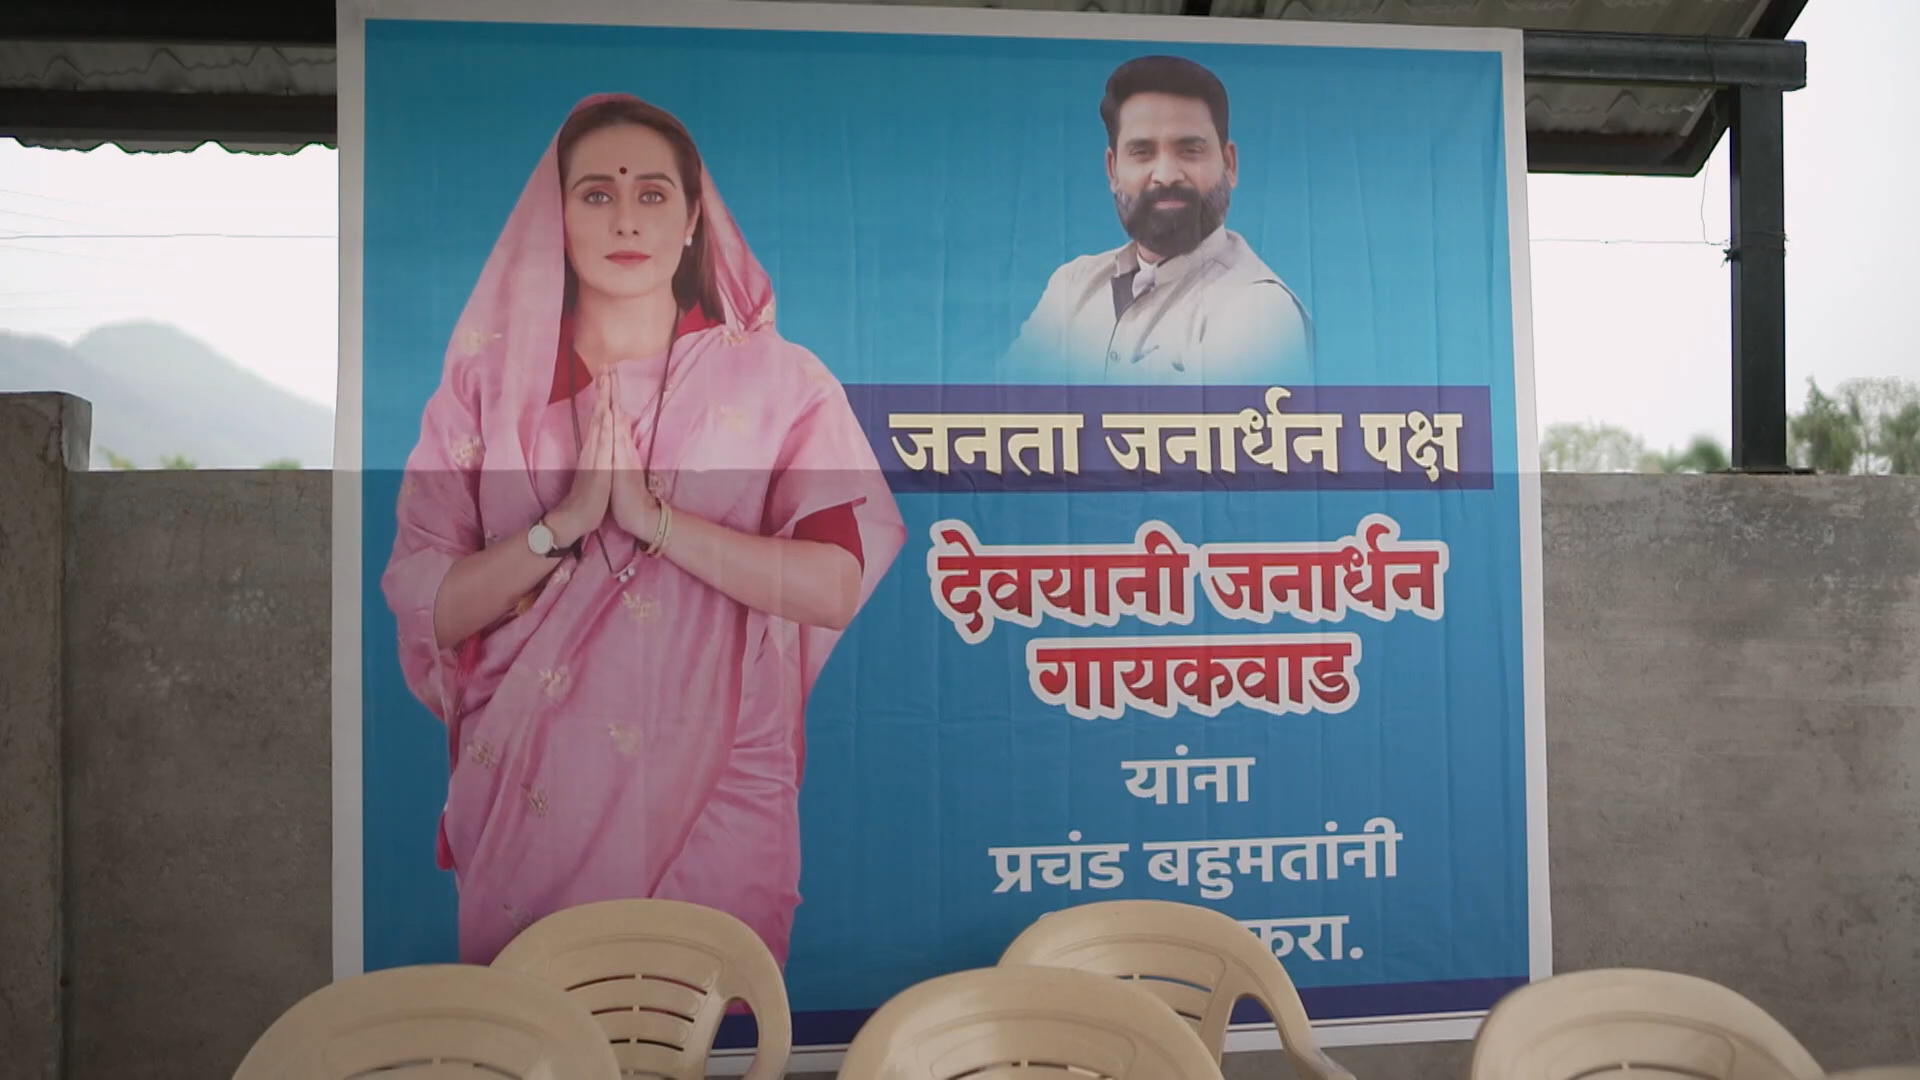 जनता जनार्धन पक्ष
देवयानी जनार्धन
गायकवाड
यांना
प्रचंड बहुमतांनी
करा.